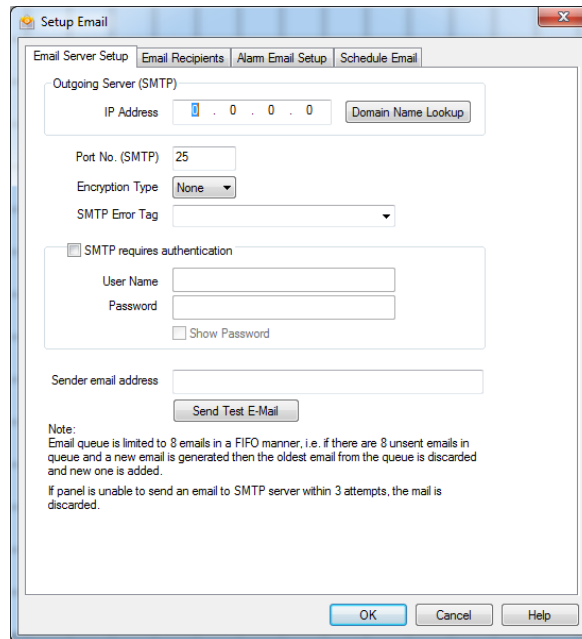 Setup Email
x
Email Server Setup Email Recipients Alarm Email Setup Schedule Email
Outgoing Server (SMTP)
IP Address 0 . 0 . 0 . 0 Domain Name Lookup
Port No. (SMTP) 25
Encryption Type None
SMTP Error Tag
SMTP requires authentication
User Name
Password
Show Password
Sender email address
Send Test E-Mail
Note:
Email queue is limited to 8 emails in a FIFO manner, i.e. if there are 8 unsent emails in
queue and a new email is generated then the oldest email from the queue is discarded
and new one is added.
If panel is unable to send an email to SMTP server within 3 attempts, the mail is
discarded.
OK Cancel Help